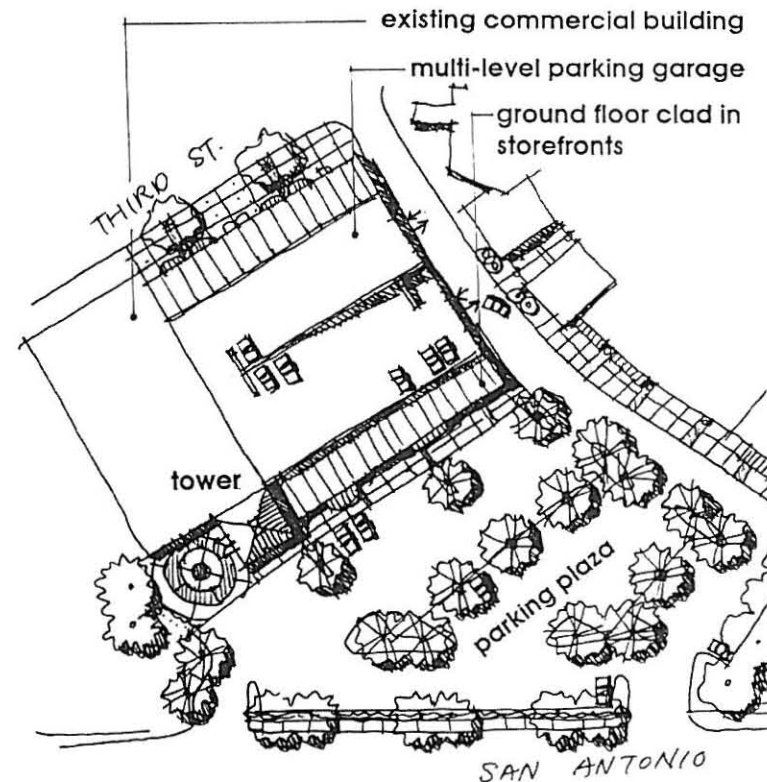 existing commercial building
multi-level parking garage
ground floor clad in
storefronts
THIRD ST.
tower
parking plaza
SAN ANTONIO